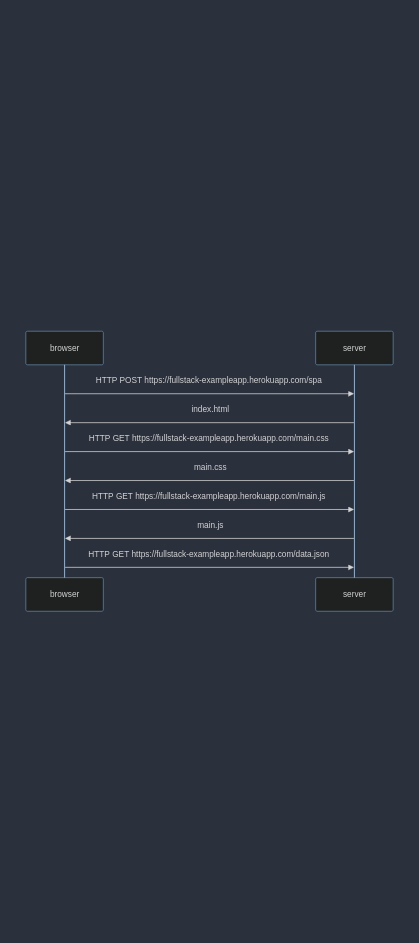 browser
server
HTTP POST https://fullstack-exampleapp.herokuapp.com/spa
index.html
HTTP GET https://fullstack-exampleapp.herokuapp.com/main.css
main.css
HTTP GET https://fullstack-exampleapp.herokuapp.com/main.js
main.js
HTTP GET https://fullstack-exampleapp.herokuapp.com/data.json
browser
server